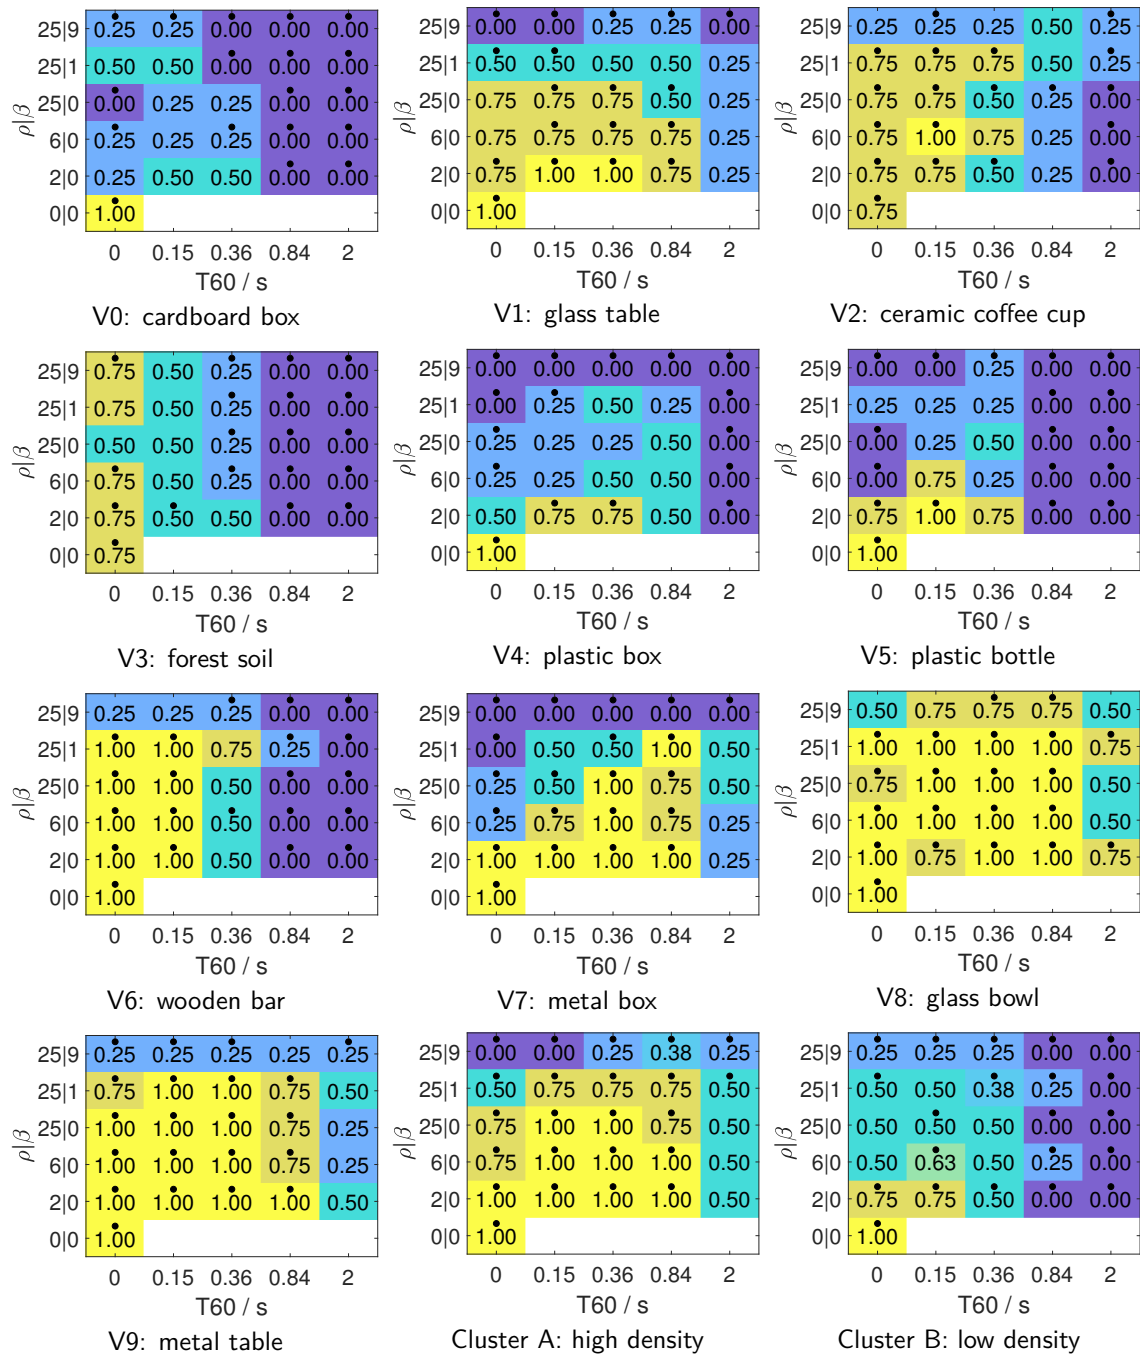 25|9 0.25 0.25 0.00 0.00 0.00
25|1 0.50 0.50 0.00 0.00 0.00
25|0 0.00 0.25 0.25 0.00 0.00
6|0 0.25 0.25 0.25 0.00 0.00
2|0 0.25 0.50 0.50 0.00 0.00
0|0 1.00
ρ|β
0 0.15 0.36 0.84 2
T60 / s
V0: cardboard box
25|9 0.00 0.00 0.25 0.25 0.00
25|1 0.50 0.50 0.50 0.50 0.25
25|0 0.75 0.75 0.75 0.50 0.25
6|0 0.75 0.75 0.75 0.75 0.25
2|0 0.75 1.00 1.00 0.75 0.25
0|0 1.00
ρ|β
0 0.15 0.36 0.84 2
T60 / s
V1: glass table
25|9 0.25 0.25 0.25 0.50 0.25
25|1 0.75 0.75 0.75 0.50 0.25
25|0 0.75 0.75 0.50 0.25 0.00
6|0 0.75 1.00 0.75 0.25 0.00
2|0 0.75 0.75 0.50 0.25 0.00
0|0 0.75
ρ|β
0 0.15 0.36 0.84 2
T60 / s
V2: ceramic coffee cup
25|9 0.75 0.50 0.25 0.00 0.00
25|1 0.75 0.50 0.25 0.00 0.00
25|0 0.50 0.50 0.25 0.00 0.00
6|0 0.75 0.50 0.25 0.00 0.00
2|0 0.75 0.50 0.50 0.00 0.00
0|0 0.75
ρ|β
0 0.15 0.36 0.84 2
T60 / s
V3: forest soil
25|9 0.00 0.00 0.00 0.00 0.00
25|1 0.00 0.25 0.50 0.25 0.00
25|0 0.25 0.25 0.25 0.50 0.00
6|0 0.25 0.25 0.50 0.50 0.00
2|0 0.50 0.75 0.75 0.50 0.00
0|0 1.00
ρ|β
0 0.15 0.36 0.84 2
T60 / s
V4: plastic box
25|9 0.00 0.00 0.25 0.00 0.00
25|1 0.25 0.25 0.25 0.00 0.00
25|0 0.00 0.25 0.50 0.00 0.00
6|0 0.00 0.75 0.25 0.00 0.00
2|0 0.75 1.00 0.75 0.00 0.00
0|0 1.00
ρ|β
0 0.15 0.36 0.84 2
T60 / s
V5: plastic bottle
25|9 0.25 0.25 0.25 0.00 0.00
25|1 1.00 1.00 0.75 0.25 0.00
25|0 1.00 1.00 0.50 0.00 0.00
6|0 1.00 1.00 0.50 0.00 0.00
2|0 1.00 1.00 0.50 0.00 0.00
0|0 1.00
ρ|β
0 0.15 0.36 0.84 2
T60 / s
V6: wooden bar
25|9 0.00 0.00 0.00 0.00 0.00
25|1 0.00 0.50 0.50 1.00 0.50
25|0 0.25 0.50 1.00 0.75 0.50
6|0 0.25 0.75 1.00 0.75 0.25
2|0 1.00 1.00 1.00 1.00 0.25
0|0 1.00
ρ|β
0 0.15 0.36 0.84 2
T60 / s
V7: metal box
25|9 0.50 0.75 0.75 0.75 0.50
25|1 1.00 1.00 1.00 1.00 0.75
25|0 0.75 1.00 1.00 1.00 0.50
6|0 1.00 1.00 1.00 1.00 0.50
2|0 1.00 0.75 1.00 1.00 0.75
0|0 1.00
ρ|β
0 0.15 0.36 0.84 2
T60 / s
V8: glass bowl
25|9 0.25 0.25 0.25 0.25 0.25
25|1 0.75 1.00 1.00 0.75 0.50
25|0 1.00 1.00 1.00 0.75 0.25
6|0 1.00 1.00 1.00 0.75 0.25
2|0 1.00 1.00 1.00 1.00 0.50
0|0 1.00
ρ|β
0 0.15 0.36 0.84 2
T60 / s
V9: metal table
25|9 0.00 0.00 0.25 0.38 0.25
25|1 0.50 0.75 0.75 0.75 0.50
25|0 0.75 1.00 1.00 0.75 0.50
6|0 0.75 1.00 1.00 1.00 0.50
2|0 1.00 1.00 1.00 1.00 0.50
0|0 1.00
ρ|β
0 0.15 0.36 0.84 2
T60 / s
Cluster A: high density
25|9 0.25 0.25 0.25 0.00 0.00
25|1 0.50 0.50 0.38 0.25 0.00
25|0 0.50 0.50 0.50 0.00 0.00
6|0 0.50 0.63 0.50 0.25 0.00
2|0 0.75 0.75 0.50 0.00 0.00
0|0 1.00
ρ|β
0 0.15 0.36 0.84 2
T60 / s
Cluster B: low density